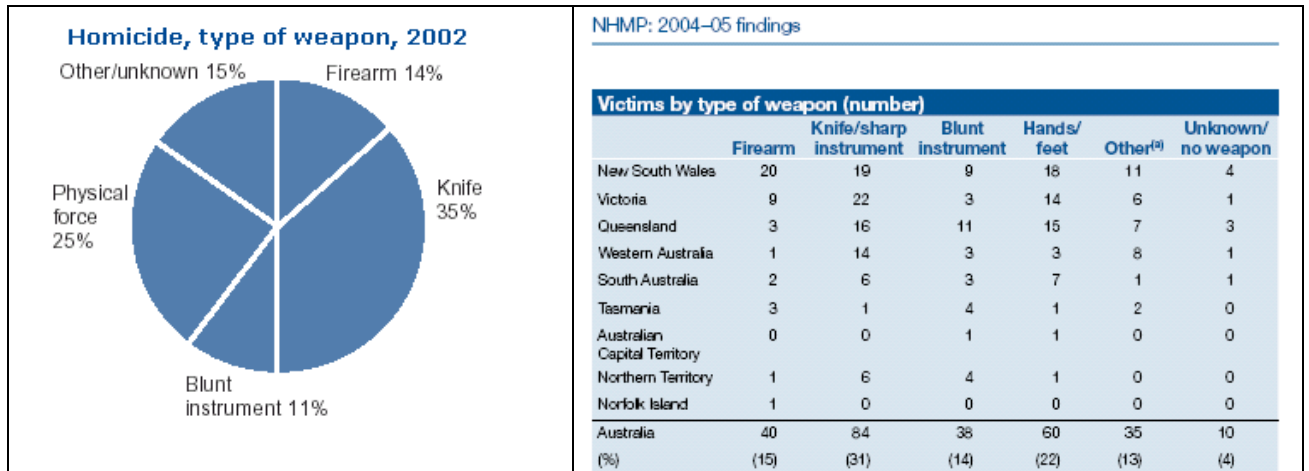 Homicide, type of weapon, 2002
Other/unknown 15%
Firearm 14%
Physical
force
25%
Knife
35%
Blunt
instrument 11%
NHMP: 2004–05 findings
Victims by type of weapon (number)
Firearm Knife/sharp instrument Blunt instrument Hands/feet Other(a) Unknown/no weapon
New South Wales 20 19 9 18 11 4
Victoria 9 22 3 14 6 1
Queensland 3 16 11 15 7 3
Western Australia 1 14 3 3 8 1
South Australia 2 6 3 7 1 1
Tasmania 3 1 4 1 2 0
Australian
Capital Territory 0 0 1 1 0 0
Northern Territory 1 6 4 1 0 0
Norfolk Island 1 0 0 0 0 0
Australia 40 84 38 60 35 10
(%) (15) (31) (14) (22) (13) (4)